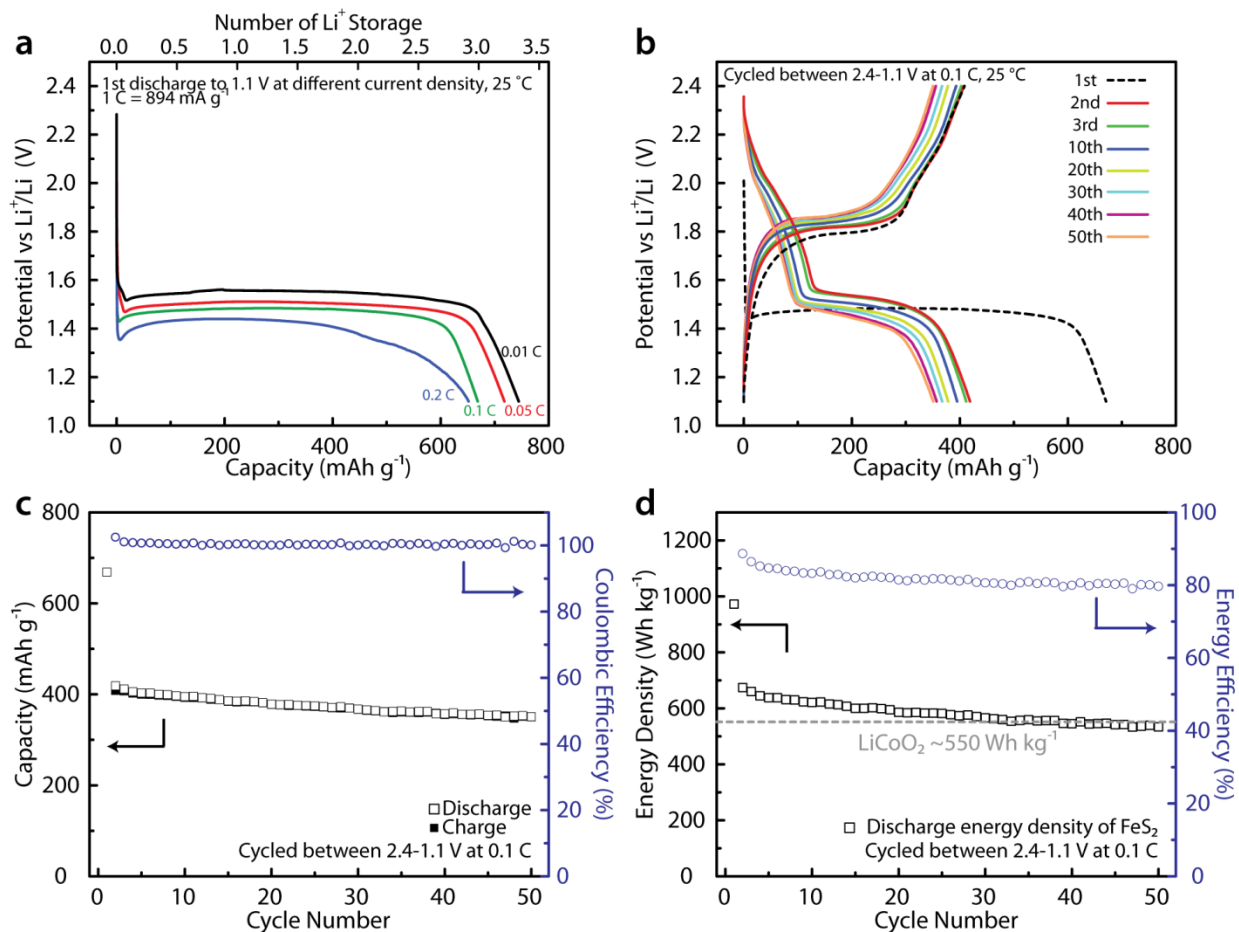 a
Number of Li⁺ Storage
0.0 0.5 1.0 1.5 2.0 2.5 3.0 3.5
1st discharge to 1.1 V at different current density, 25 °C
1 C = 894 mA g⁻¹
Potential vs Li⁺/Li (V)
2.4
2.2
2.0
1.8
1.6
1.4
1.2
1.0
0.01 C
0.05 C
0.1 C
0.2 C
0 200 400 600 800
Capacity (mAh g⁻¹)
b
Cycled between 2.4-1.1 V at 0.1 C, 25 °C
1st
2nd
3rd
10th
20th
30th
40th
50th
Potential vs Li⁺/Li (V)
2.4
2.2
2.0
1.8
1.6
1.4
1.2
1.0
0 200 400 600 800
Capacity (mAh g⁻¹)
c
Capacity (mAh g⁻¹)
800
600
400
200
0
100
80
60
40
20
0
Coulombic Efficiency (%)
Discharge
Charge
Cycled between 2.4-1.1 V at 0.1 C
0 10 20 30 40 50
Cycle Number
d
Energy Density (Wh kg⁻¹)
1200
1000
800
600
400
200
0
100
80
60
40
20
0
Energy Efficiency (%)
LiCoO₂ ~550 Wh kg⁻¹
Discharge energy density of FeS₂
Cycled between 2.4-1.1 V at 0.1 C
0 10 20 30 40 50
Cycle Number